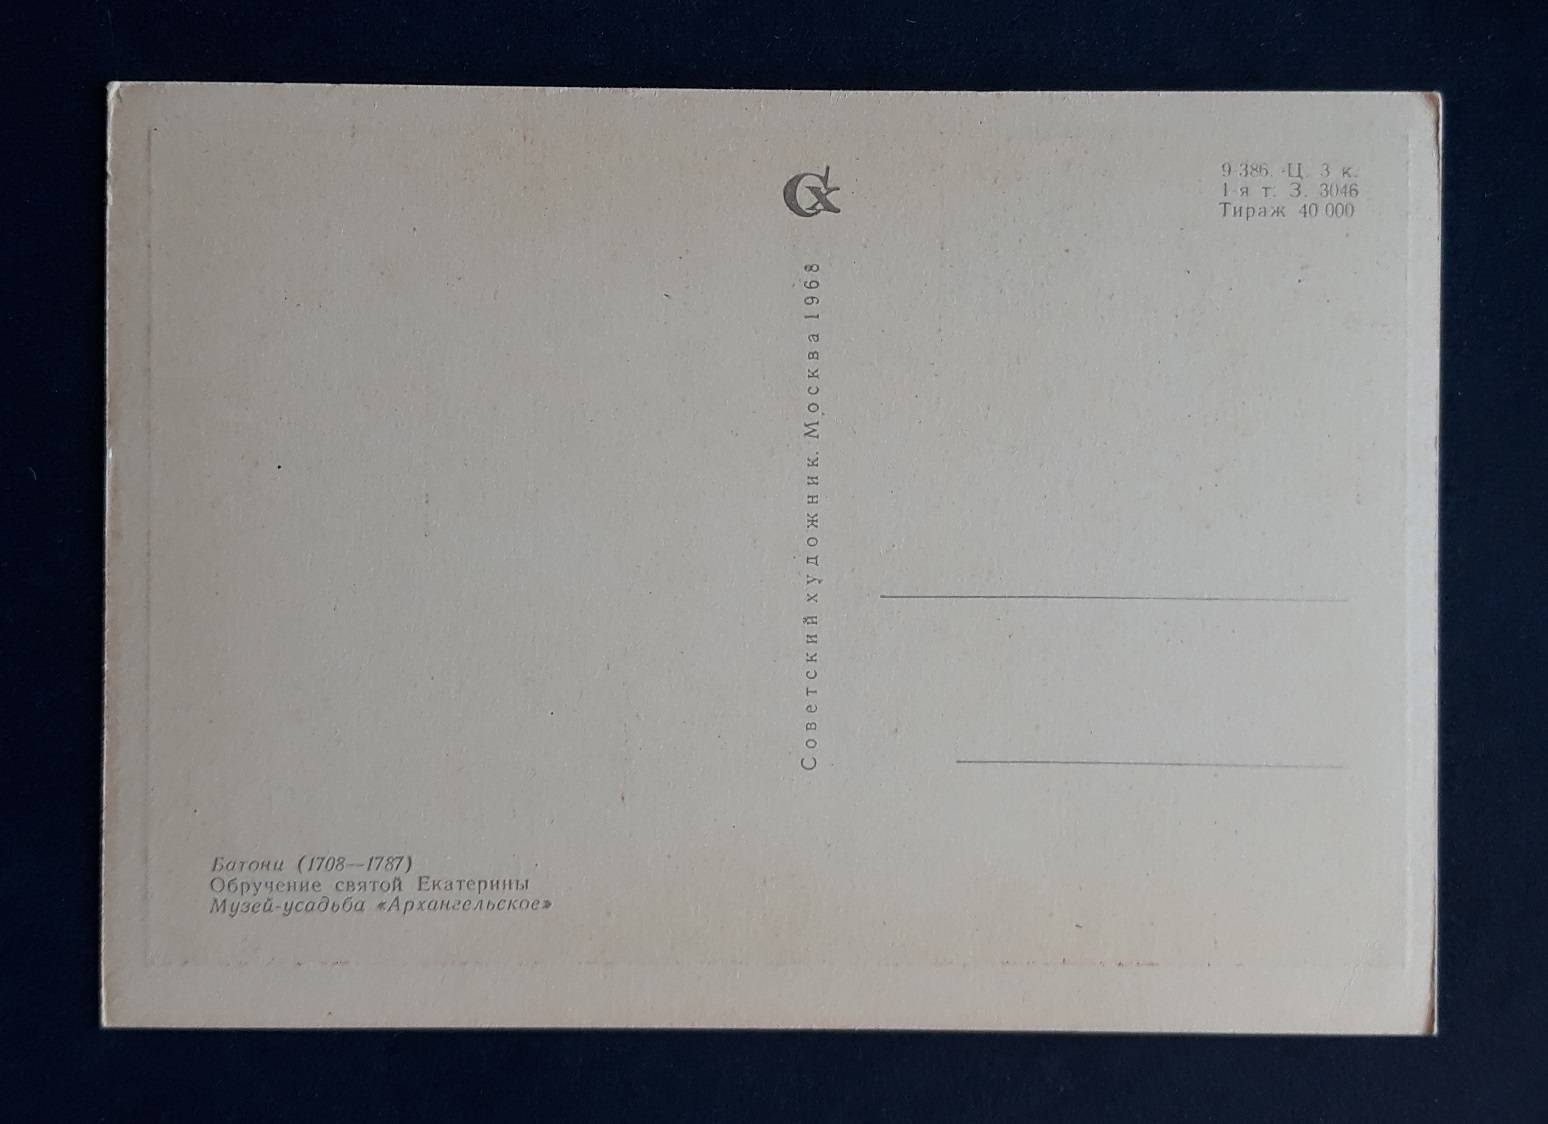 Сх
9-386. Ц. 3 к.
1-я т. З. 3046
Тираж 40 000
Советский художник. Москва 1968
Батони (1708—1787)
Обручение святой Екатерины
Музей-усадьба «Архангельское»